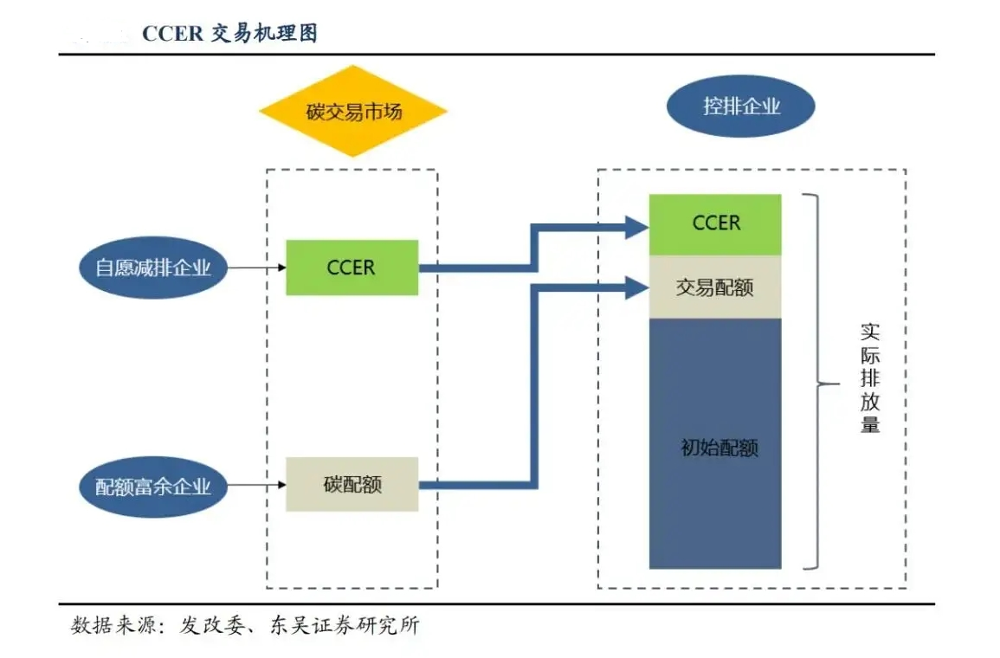 CCER 交易机理图
碳交易市场
控排企业
自愿减排企业
CCER
CCER
交易配额
初始配额
实际排放量
配额富余企业
碳配额
数据来源：发改委、东吴证券研究所